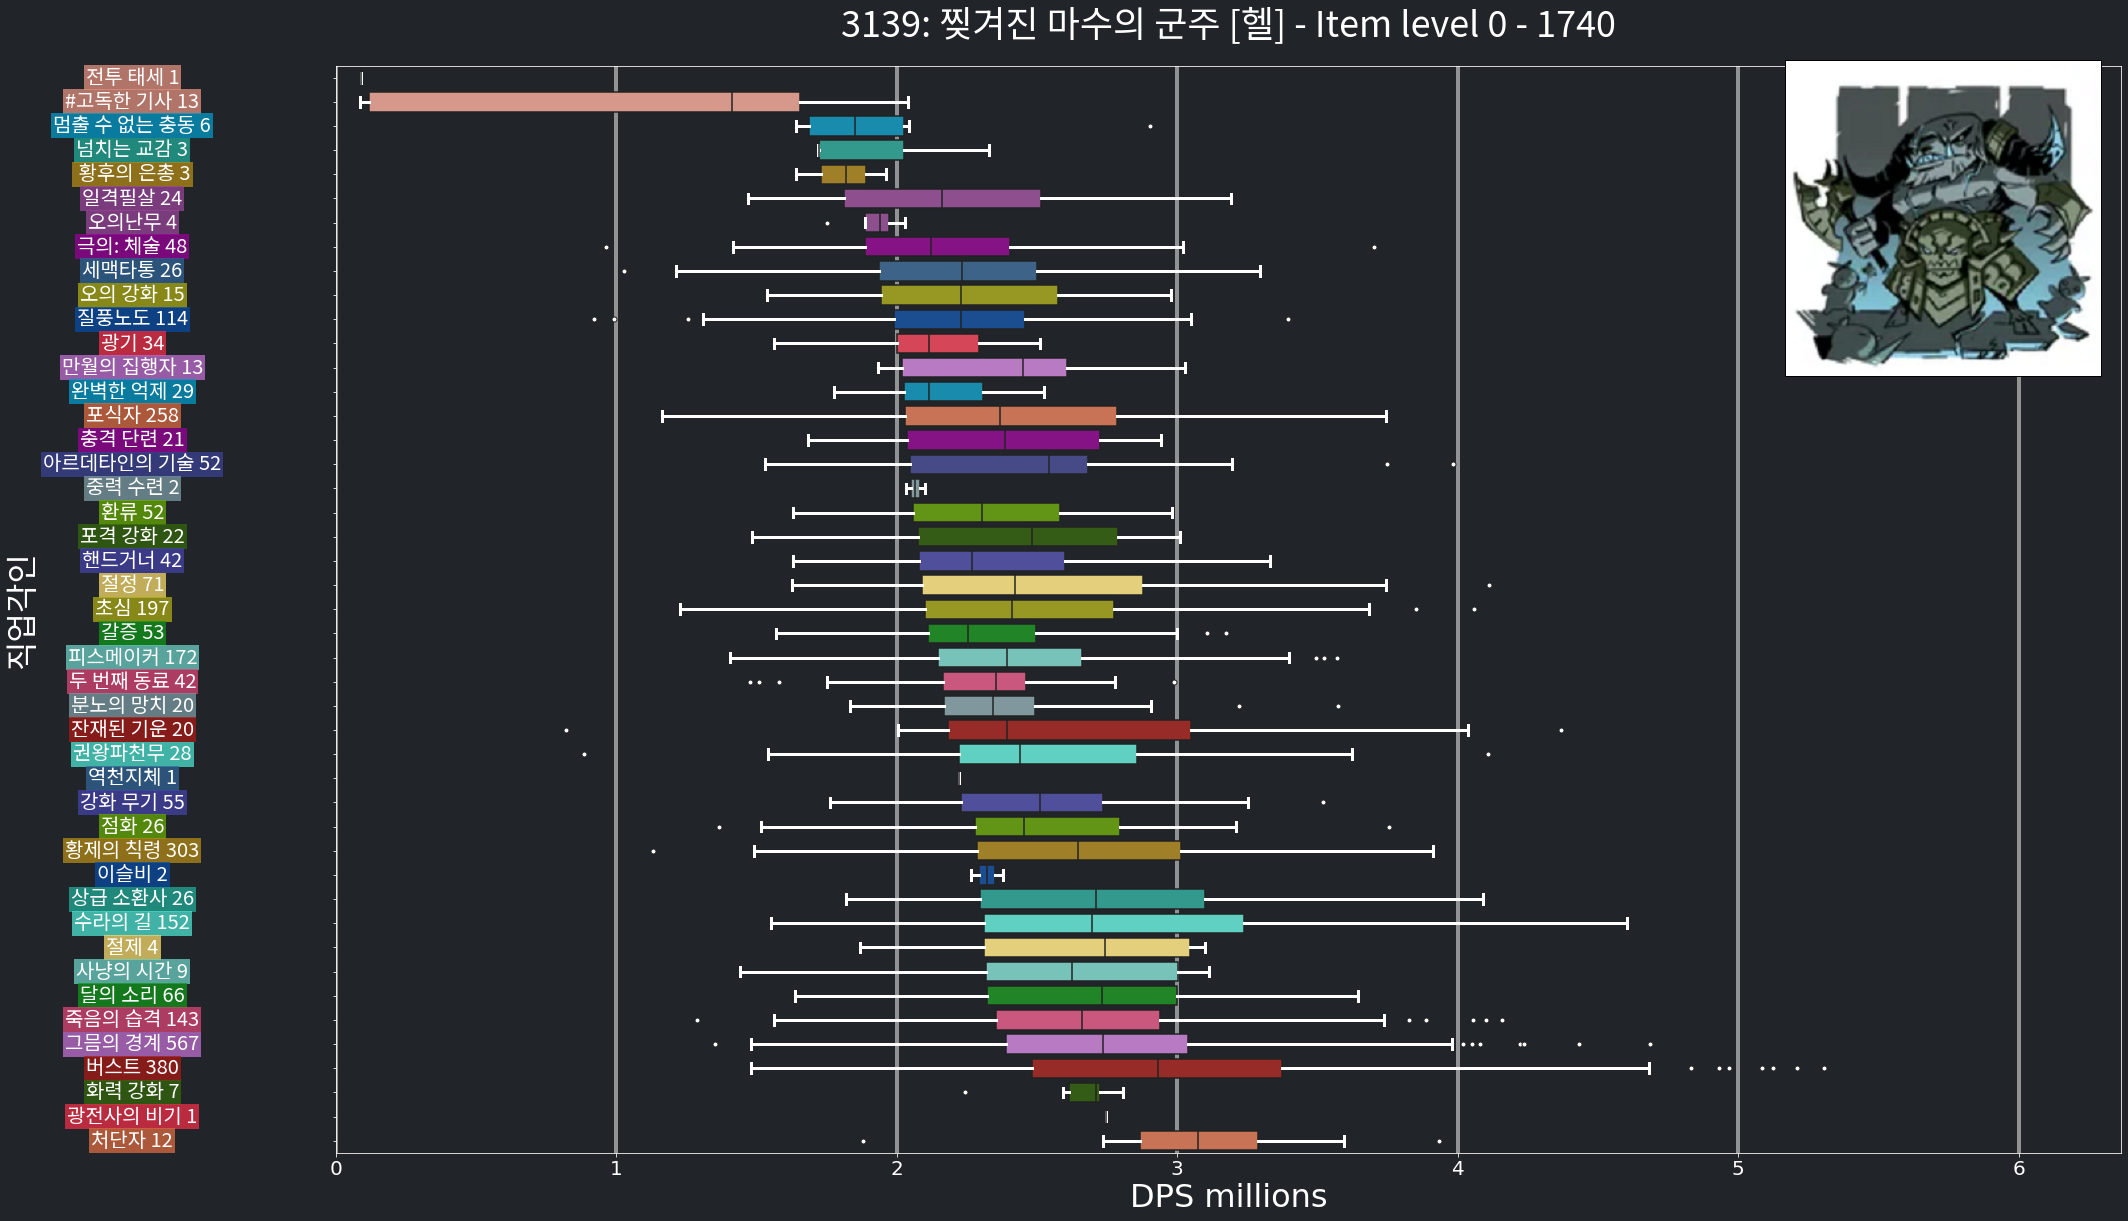 3139: 찢겨진 마수의 군주 [헬] - Item level 0 - 1740
전투 태세 1
#고독한 기사 13
멈출 수 없는 충동 6
넘치는 교감 3
황후의 은총 3
일격필살 24
오의난무 4
극의: 체술 48
세맥타통 26
오의 강화 15
질풍노도 114
광기 34
만월의 집행자 13
완벽한 억제 29
포식자 258
충격 단련 21
아르데타인의 기술 52
중력 수련 2
환류 52
포격 강화 22
핸드거너 42
절정 71
초심 197
갈증 53
피스메이커 172
두 번째 동료 42
분노의 망치 20
잔재된 기운 20
권왕파천무 28
역천지체 1
강화 무기 55
점화 26
황제의 칙령 303
이슬비 2
상급 소환사 26
수라의 길 152
절제 4
사냥의 시간 9
달의 소리 66
죽음의 습격 143
그믐의 경계 567
버스트 380
화력 강화 7
광전사의 비기 1
처단자 12
직업각인
0 1 2 3 4 5 6
DPS millions